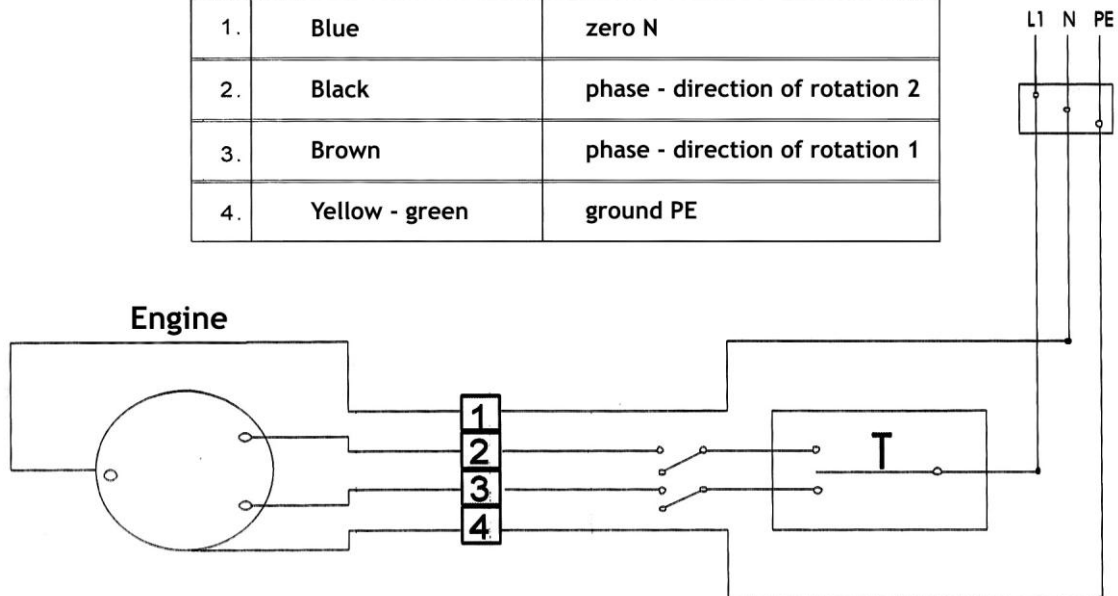 1. Blue zero N
2. Black phase - direction of rotation 2
3. Brown phase - direction of rotation 1
4. Yellow - green ground PE
L1 N PE
Engine
1
2
3
4
T